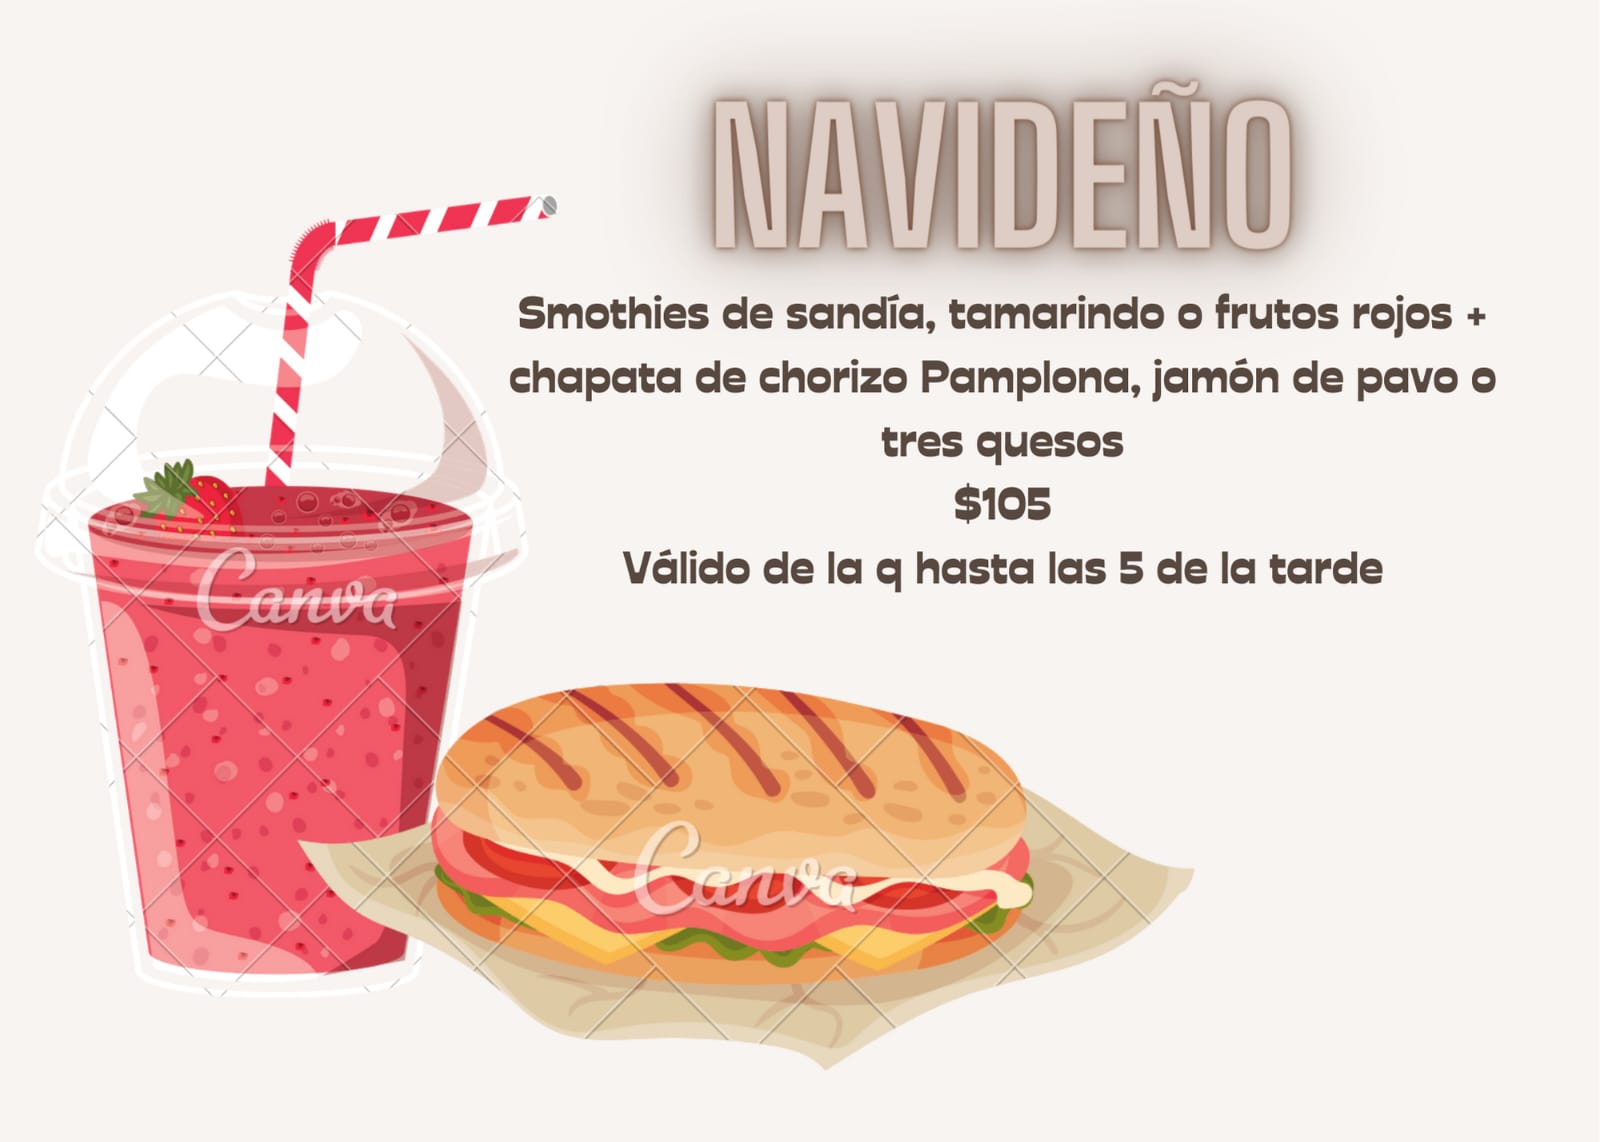 NAVIDEÑO
Smothies de sandía, tamarindo o frutos rojos +
chapata de chorizo Pamplona, jamón de pavo o
tres quesos
$105
Válido de la q hasta las 5 de la tarde
Canva
Canva